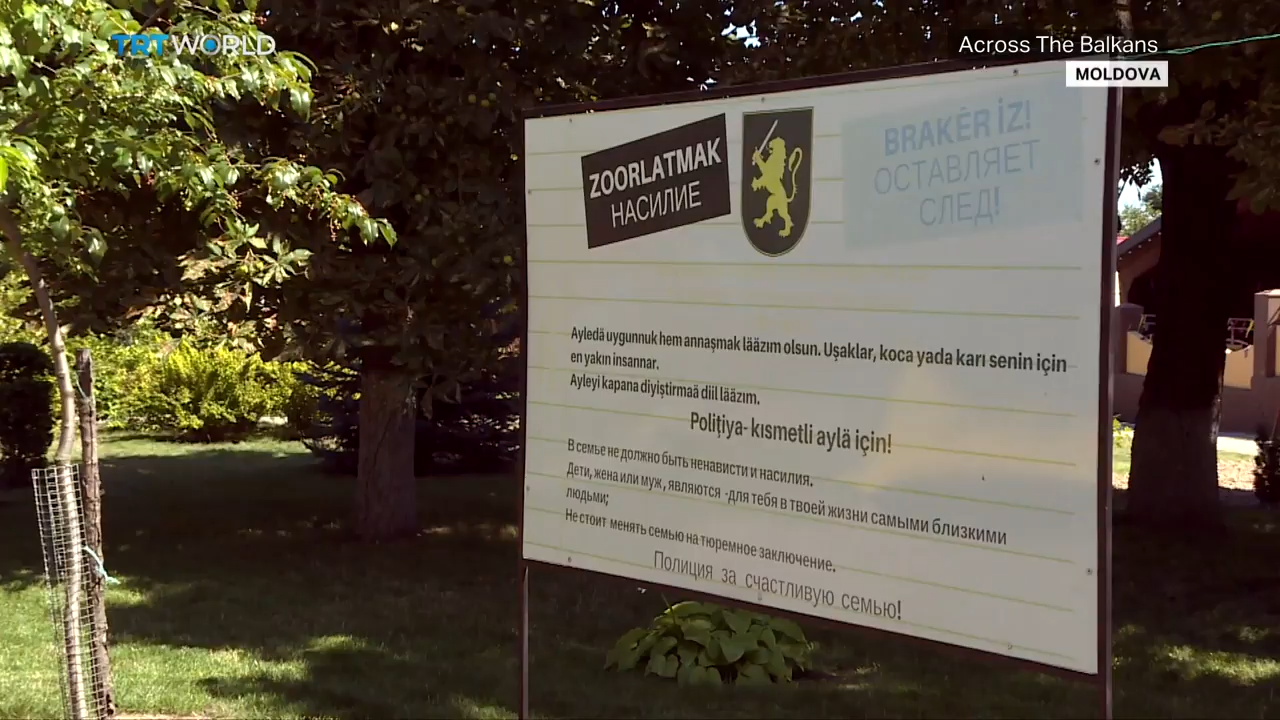 TRT WORLD
Across The Balkans
MOLDOVA
ZOORLATMAK
НАСИЛИЕ
BRAKÊR İZ!
ОСТАВЛЯЕТ
СЛЕД!
Ayledä uygunnuk hem annaşmak lääzım olsun. Uşaklar, koca yada karı senin için
en yakın insannar.
Ayleyi kapana diyiştirmaa diil lääzım.
Poliţiya- kısmetli aylä için!
В семье не должно быть ненависти и насилия.
Дети, жена или муж, являются -для тебя в твоей жизни самыми близкими
людьми;
Не стоит менять семью на тюремное заключение.
Полиция за счастливую семью!